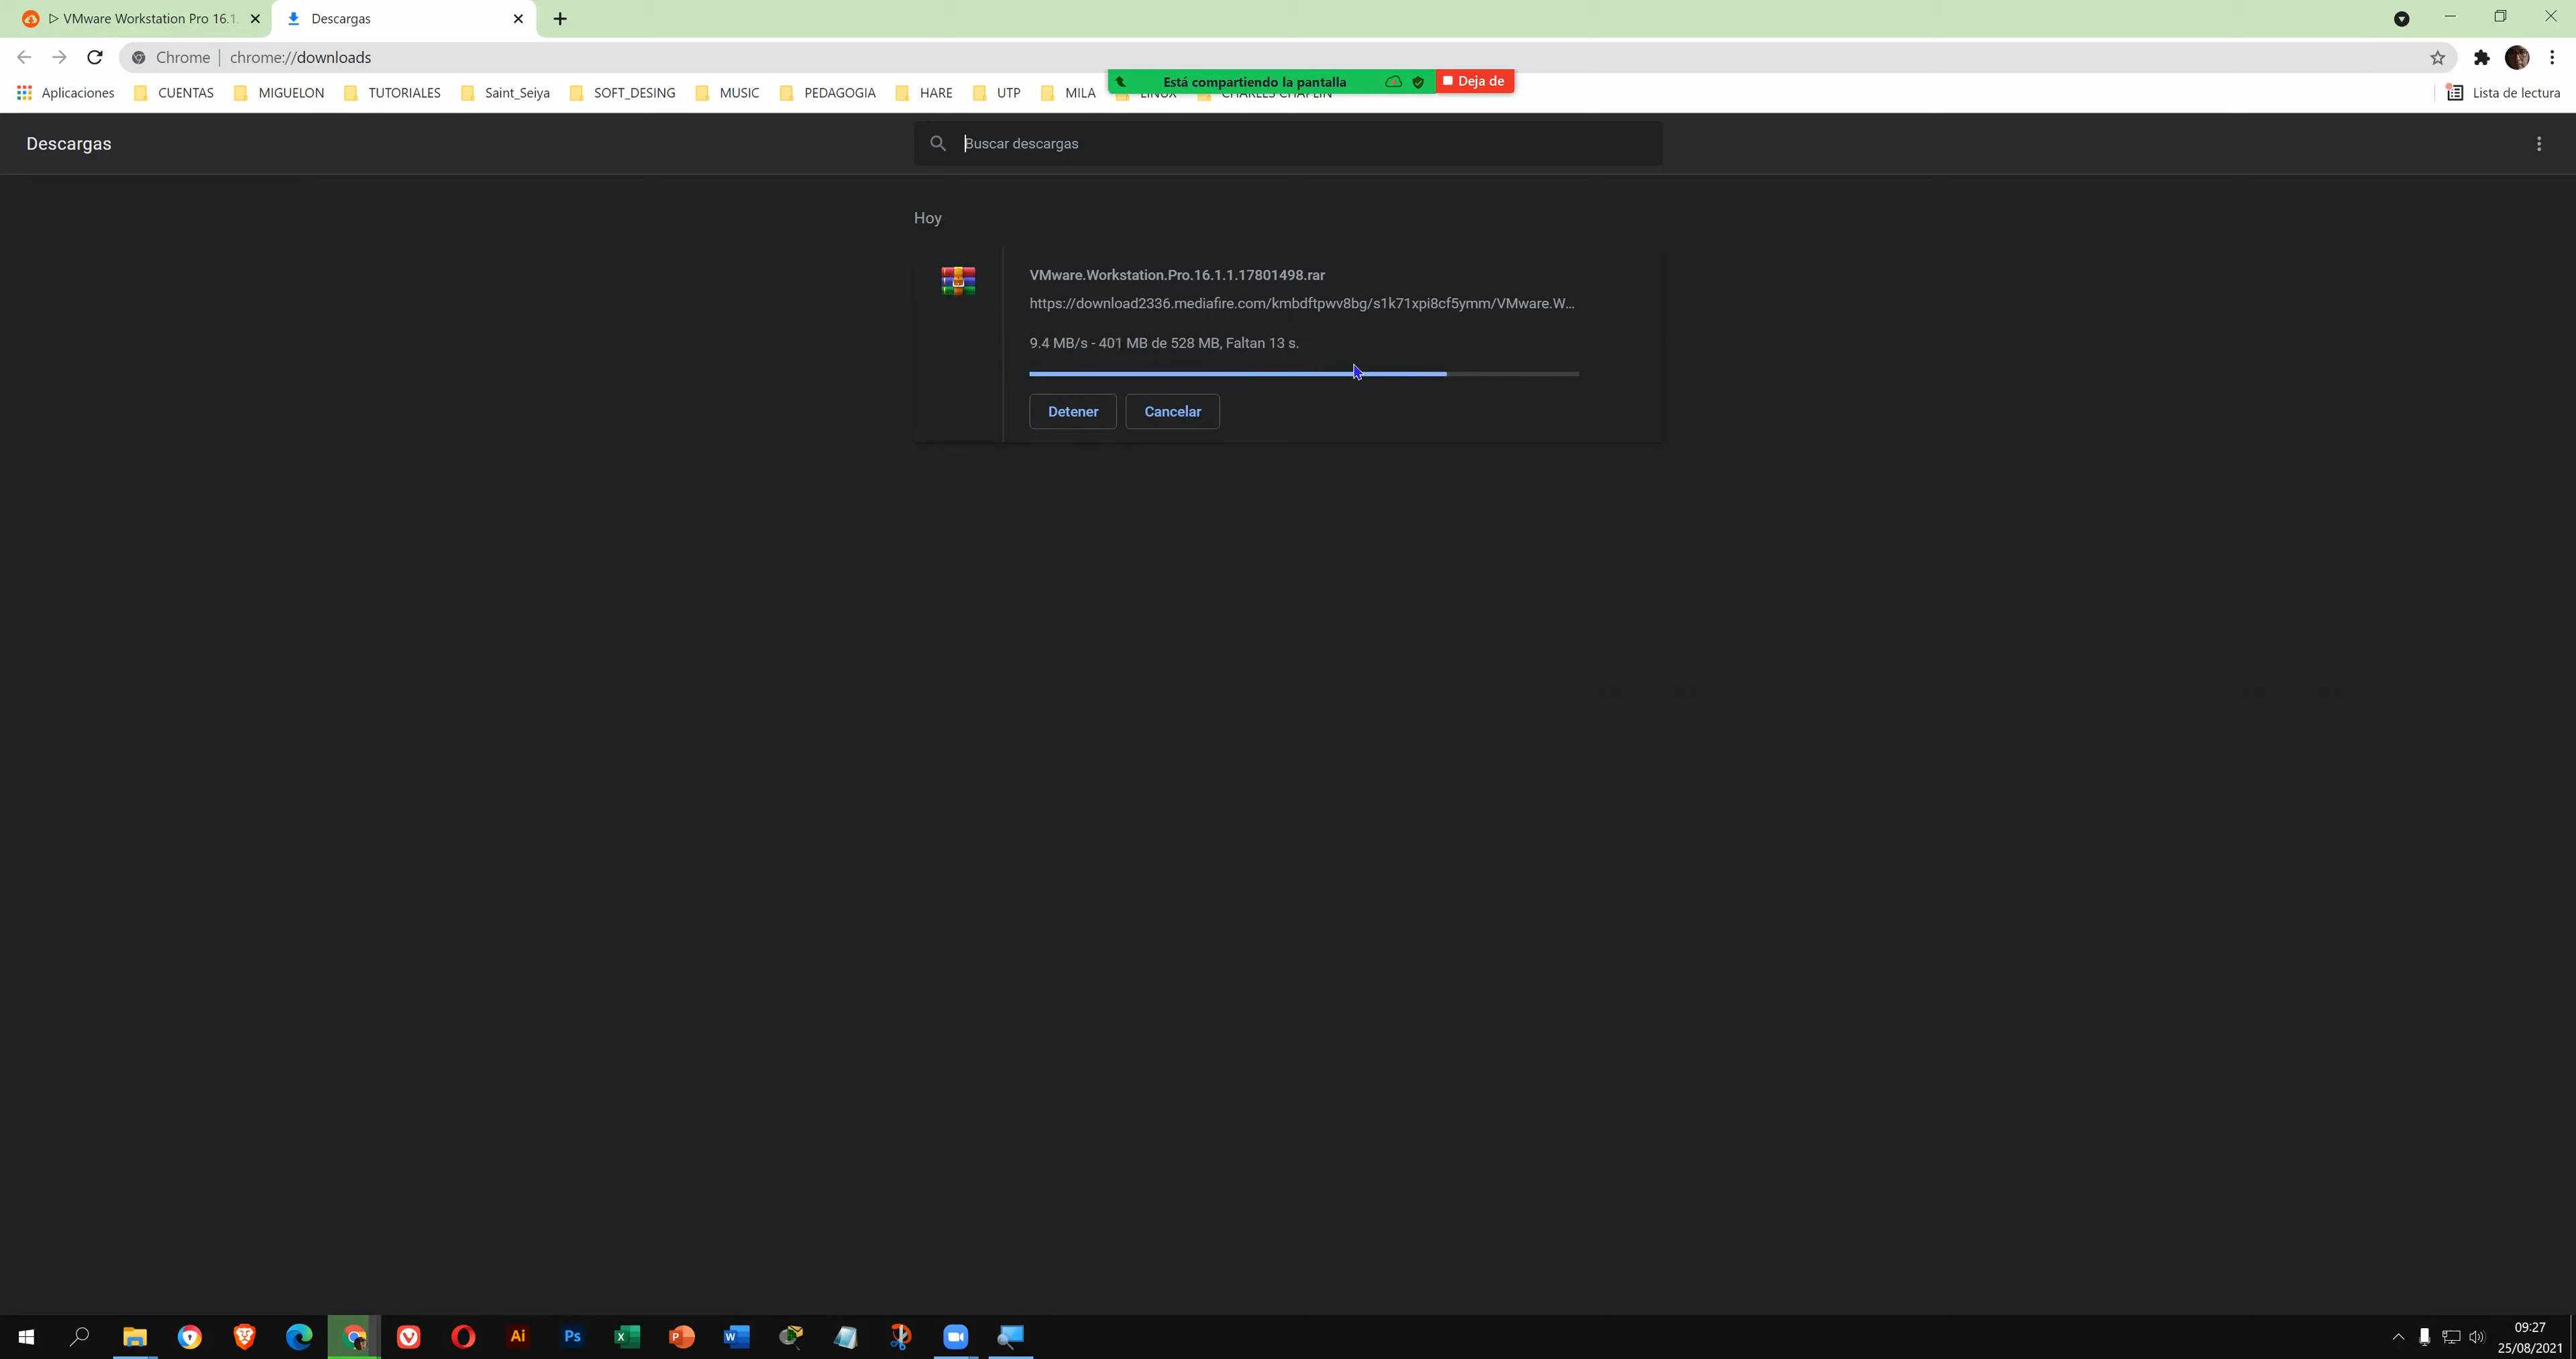 ▷ VMware Workstation Pro 16.1
Descargas
Chrome
chrome://downloads
Está compartiendo la pantalla
Deja de
Aplicaciones
CUENTAS
MIGUELON
TUTORIALES
Saint_Seiya
SOFT_DESING
MUSIC
PEDAGOGIA
HARE
UTP
MILA
LINUX
CHARLES CHAPLIN
Lista de lectura
Descargas
Buscar descargas
Hoy
VMware.Workstation.Pro.16.1.1.17801498.rar
https://download2336.mediafire.com/kmbdftpwv8bg/s1k71xpi8cf5ymm/VMware.W...
9.4 MB/s - 401 MB de 528 MB, Faltan 13 s.
Detener
Cancelar
Ai
Ps
09:27
25/08/2021